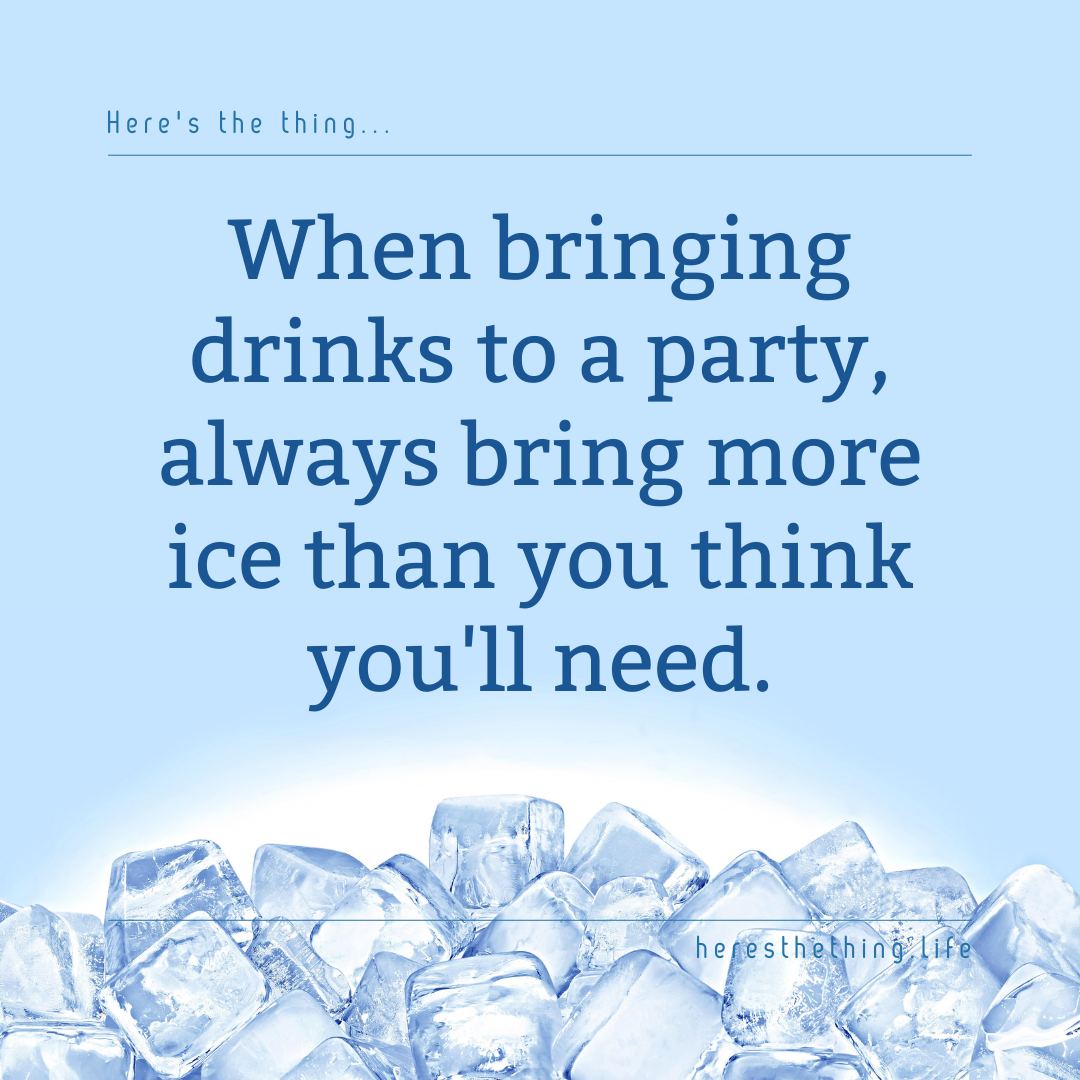 Here's the thing...
When bringing
drinks to a party,
always bring more
ice than you think
you'll need.
heresthething.life